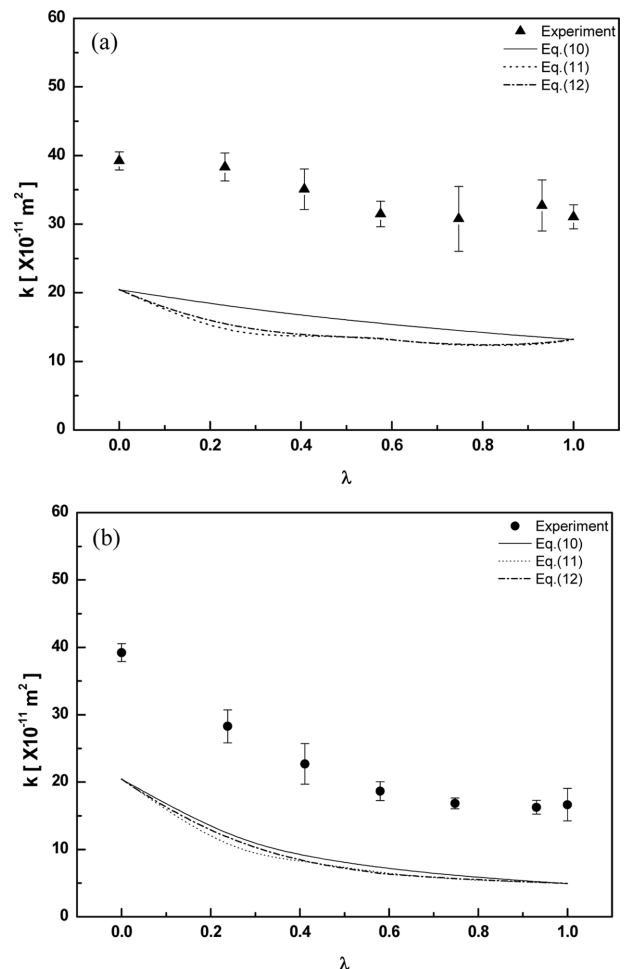 (a)
Experiment
Eq.(10)
Eq.(11)
Eq.(12)
60
50
40
30
20
10
0
k [ X10⁻¹¹ m²]
0.0 0.2 0.4 0.6 0.8 1.0
λ
(b)
Experiment
Eq.(10)
Eq.(11)
Eq.(12)
60
50
40
30
20
10
0
k [ X10⁻¹¹ m²]
0.0 0.2 0.4 0.6 0.8 1.0
λ